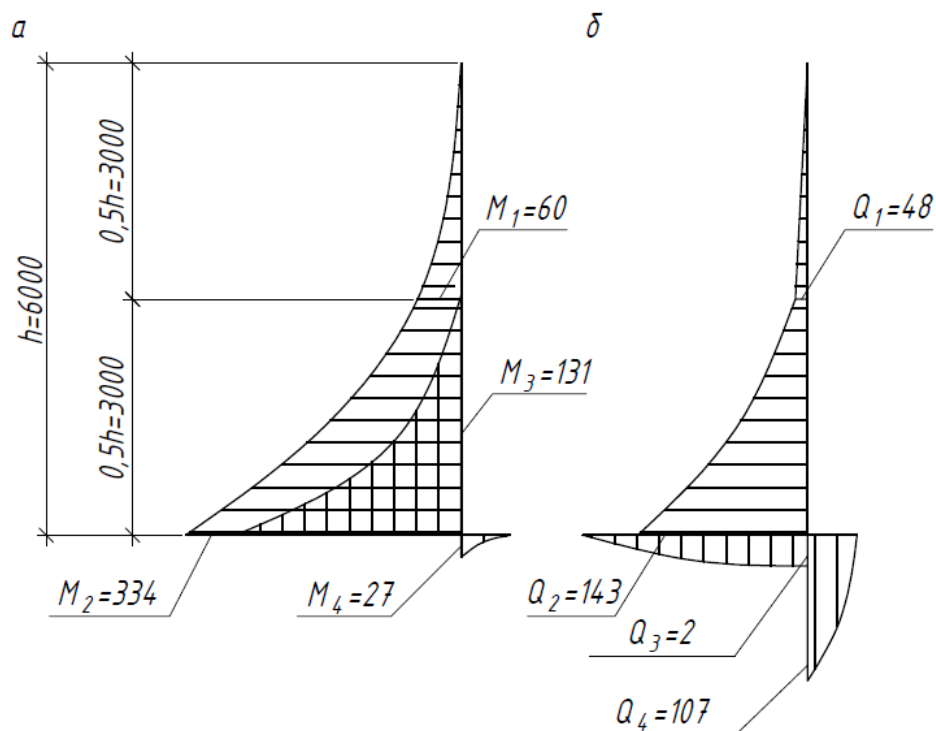 а
б
h=6000
0,5h=3000
0,5h=3000
M₁=60
Q₁=48
M₃=131
M₂=334
M₄=27
Q₂=143
Q₃=2
Q₄=107